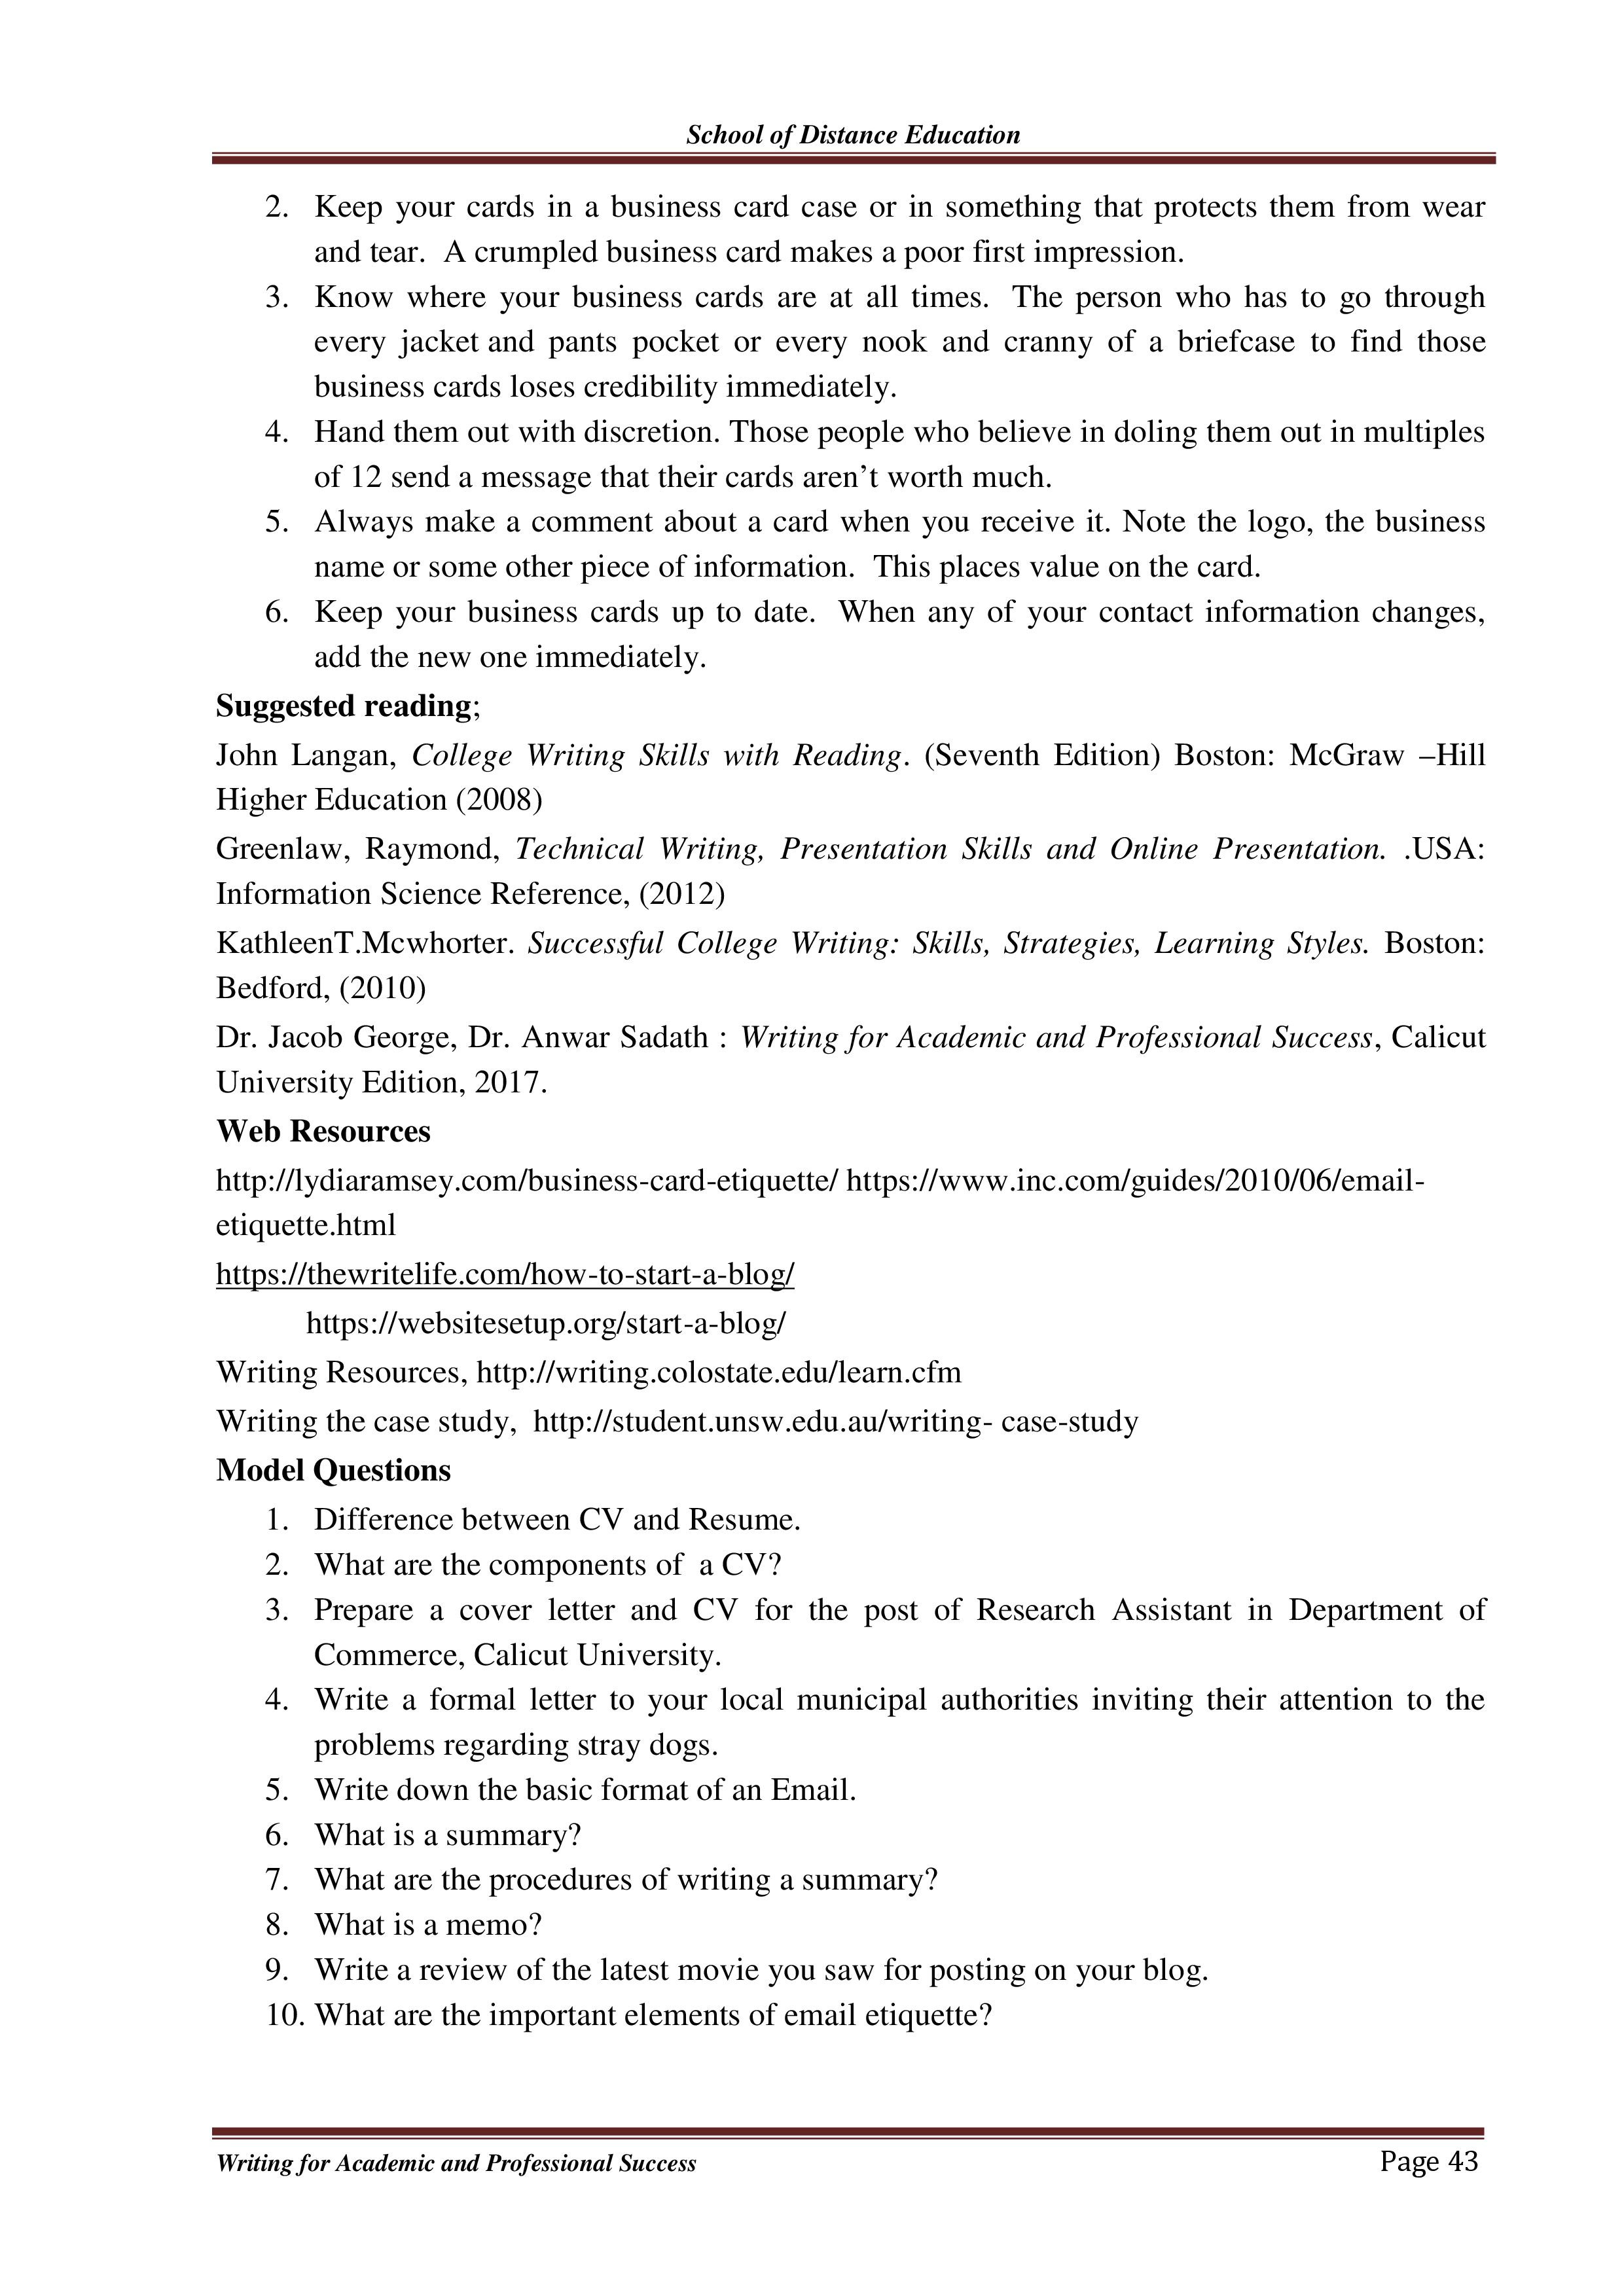 School of Distance Education
2. Keep your cards in a business card case or in something that protects them from wear
and tear.  A crumpled business card makes a poor first impression.
3. Know where your business cards are at all times.  The person who has to go through
every jacket and pants pocket or every nook and cranny of a briefcase to find those
business cards loses credibility immediately.
4. Hand them out with discretion. Those people who believe in doling them out in multiples
of 12 send a message that their cards aren’t worth much.
5. Always make a comment about a card when you receive it. Note the logo, the business
name or some other piece of information.  This places value on the card.
6. Keep your business cards up to date.  When any of your contact information changes,
add the new one immediately.
Suggested reading;
John Langan, College Writing Skills with Reading. (Seventh Edition) Boston: McGraw –Hill
Higher Education (2008)
Greenlaw, Raymond, Technical Writing, Presentation Skills and Online Presentation. .USA:
Information Science Reference, (2012)
KathleenT.Mcwhorter. Successful College Writing: Skills, Strategies, Learning Styles. Boston:
Bedford, (2010)
Dr. Jacob George, Dr. Anwar Sadath : Writing for Academic and Professional Success, Calicut
University Edition, 2017.
Web Resources
http://lydiaramsey.com/business-card-etiquette/ https://www.inc.com/guides/2010/06/email-
etiquette.html
https://thewritelife.com/how-to-start-a-blog/
https://websitesetup.org/start-a-blog/
Writing Resources, http://writing.colostate.edu/learn.cfm
Writing the case study,  http://student.unsw.edu.au/writing- case-study
Model Questions
1. Difference between CV and Resume.
2. What are the components of  a CV?
3. Prepare a cover letter and CV for the post of Research Assistant in Department of
Commerce, Calicut University.
4. Write a formal letter to your local municipal authorities inviting their attention to the
problems regarding stray dogs.
5. Write down the basic format of an Email.
6. What is a summary?
7. What are the procedures of writing a summary?
8. What is a memo?
9. Write a review of the latest movie you saw for posting on your blog.
10. What are the important elements of email etiquette?
Writing for Academic and Professional Success Page 43